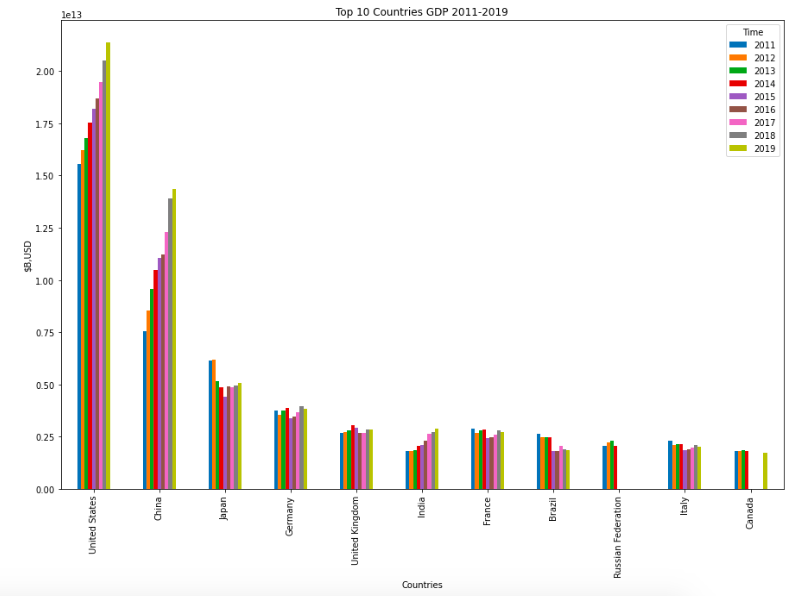 Top 10 Countries GDP 2011-2019
1e13
Time
2011
2012
2013
2014
2015
2016
2017
2018
2019
2.00
1.75
1.50
1.25
1.00
0.75
0.50
0.25
0.00
$B,USD
United States
China
Japan
Germany
United Kingdom
India
France
Brazil
Russian Federation
Italy
Canada
Countries